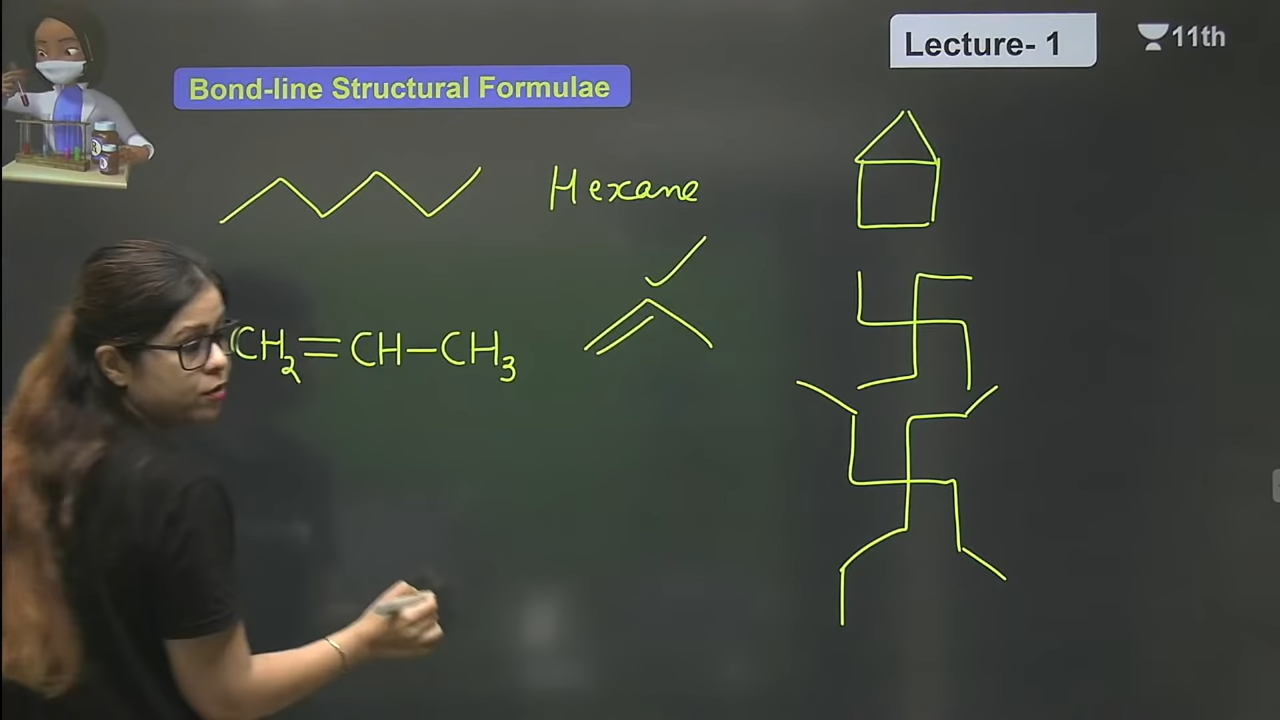 Lecture- 1
11th
Bond-line Structural Formulae
Hexane
CH₂=CH–CH₃